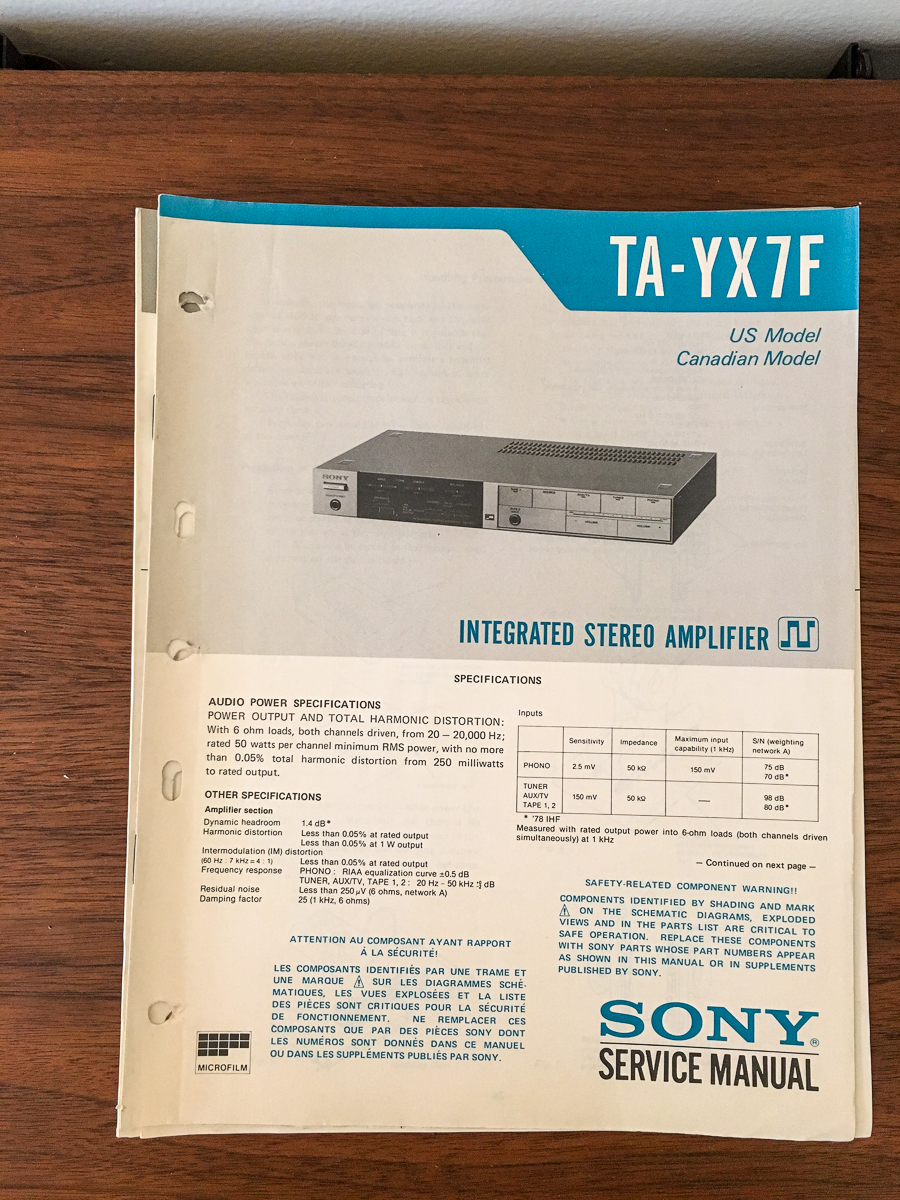 TA-YX7F
US Model
Canadian Model
SONY
INTEGRATED STEREO AMPLIFIER
SPECIFICATIONS
AUDIO POWER SPECIFICATIONS
POWER OUTPUT AND TOTAL HARMONIC DISTORTION:
With 6 ohm loads, both channels driven, from 20 – 20,000 Hz;
rated 50 watts per channel minimum RMS power, with no more
than 0.05% total harmonic distortion from 250 milliwatts
to rated output.
OTHER SPECIFICATIONS
Amplifier section
Dynamic headroom 1.4 dB*
Harmonic distortion Less than 0.05% at rated output
Less than 0.05% at 1 W output
Intermodulation (IM) distortion
(60 Hz : 7 kHz = 4 : 1) Less than 0.05% at rated output
Frequency response PHONO : RIAA equalization curve ±0.5 dB
TUNER, AUX/TV, TAPE 1, 2 : 20 Hz – 50 kHz dB
Residual noise Less than 250 μV (6 ohms, network A)
Damping factor 25 (1 kHz, 6 ohms)
Inputs
Sensitivity Impedance Maximum input capability (1 kHz) S/N (weighting network A)
PHONO 2.5 mV 50 kΩ 150 mV 75 dB
70 dB*
TUNER
AUX/TV
TAPE 1, 2 150 mV 50 kΩ — 98 dB
80 dB*
* '78 IHF
Measured with rated output power into 6-ohm loads (both channels driven
simultaneously) at 1 kHz
– Continued on next page –
SAFETY-RELATED COMPONENT WARNING!!
COMPONENTS IDENTIFIED BY SHADING AND MARK
⚠ ON THE SCHEMATIC DIAGRAMS, EXPLODED
VIEWS AND IN THE PARTS LIST ARE CRITICAL TO
SAFE OPERATION. REPLACE THESE COMPONENTS
WITH SONY PARTS WHOSE PART NUMBERS APPEAR
AS SHOWN IN THIS MANUAL OR IN SUPPLEMENTS
PUBLISHED BY SONY.
ATTENTION AU COMPOSANT AYANT RAPPORT
À LA SÉCURITÉ!
LES COMPOSANTS IDENTIFIÉS PAR UNE TRAME ET
UNE MARQUE ⚠ SUR LES DIAGRAMMES SCHÉ-
MATIQUES, LES VUES EXPLOSÉES ET LA LISTE
DES PIÈCES SONT CRITIQUES POUR LA SÉCURITÉ
DE FONCTIONNEMENT. NE REMPLACER CES
COMPOSANTS QUE PAR DES PIÈCES SONY DONT
LES NUMÉROS SONT DONNÉS DANS CE MANUEL
OU DANS LES SUPPLÉMENTS PUBLIÉS PAR SONY.
MICROFILM
SONY®
SERVICE MANUAL